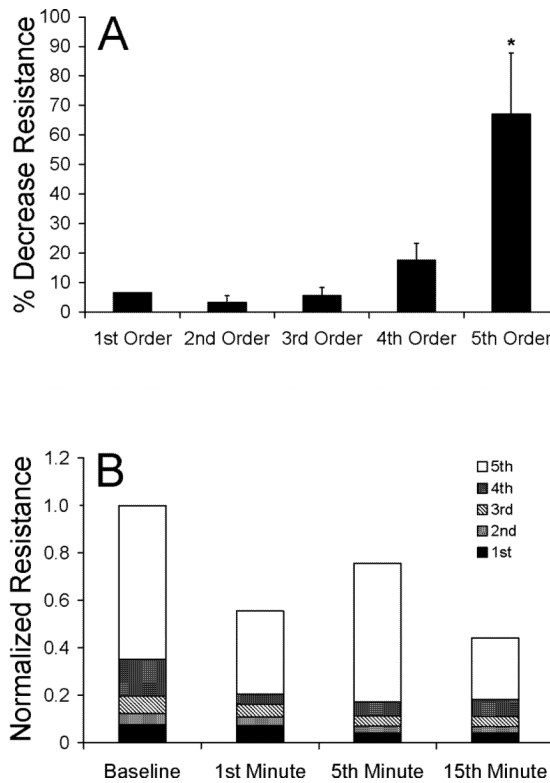 A
% Decrease Resistance
100
90
80
70
60
50
40
30
20
10
0
*
1st Order 2nd Order 3rd Order 4th Order 5th Order
B
Normalized Resistance
1.2
1.0
0.8
0.6
0.4
0.2
0
5th
4th
3rd
2nd
1st
Baseline 1st Minute 5th Minute 15th Minute